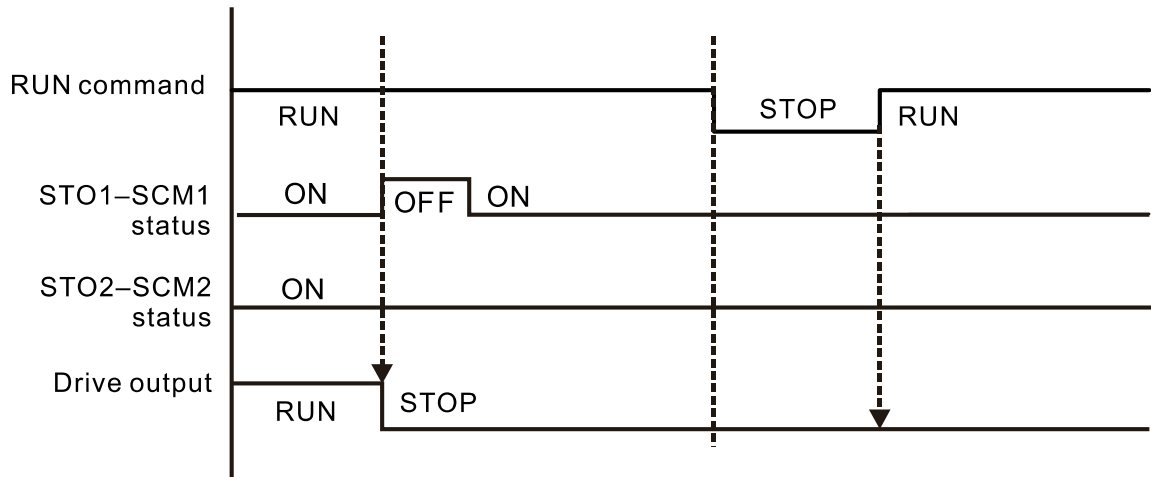 RUN command
RUN
STOP
RUN
STO1–SCM1
status
ON
OFF
ON
STO2–SCM2
status
ON
Drive output
RUN
STOP